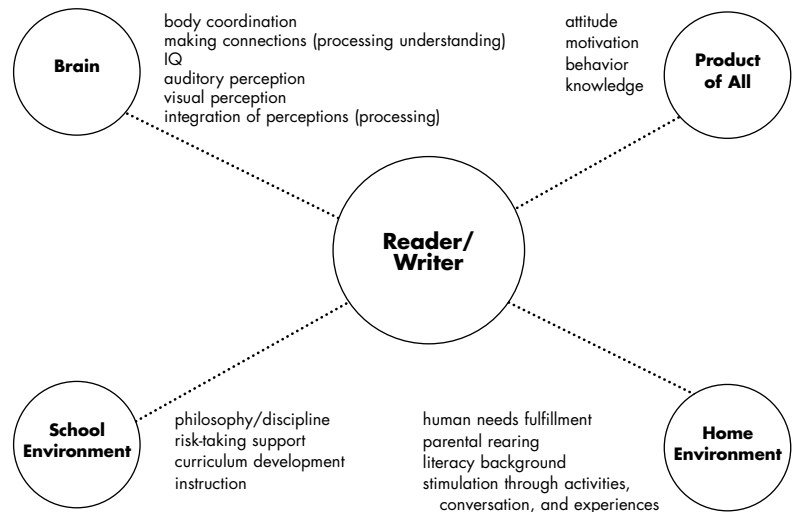 Brain
body coordination
making connections (processing understanding)
IQ
auditory perception
visual perception
integration of perceptions (processing)
attitude
motivation
behavior
knowledge
Product
of All
Reader/
Writer
School
Environment
philosophy/discipline
risk-taking support
curriculum development
instruction
human needs fulfillment
parental rearing
literacy background
stimulation through activities,
conversation, and experiences
Home
Environment